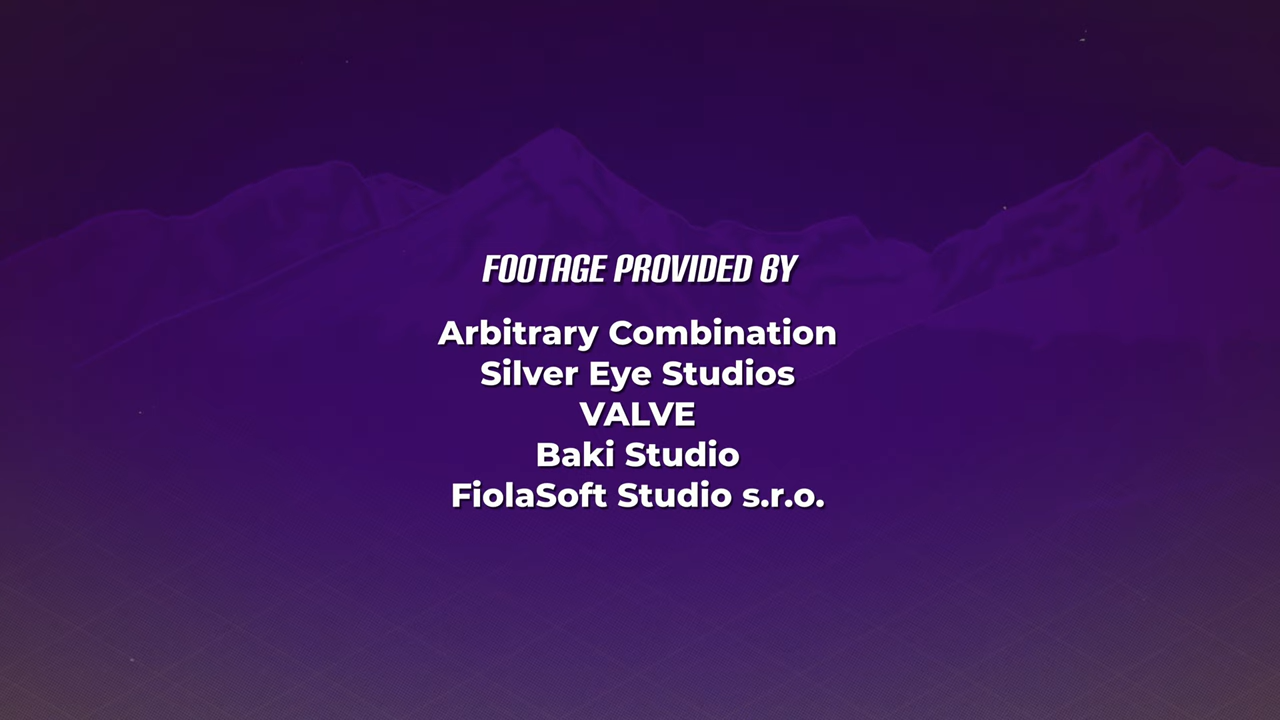 FOOTAGE PROVIDED BY
Arbitrary Combination
Silver Eye Studios
VALVE
Baki Studio
FiolaSoft Studio s.r.o.